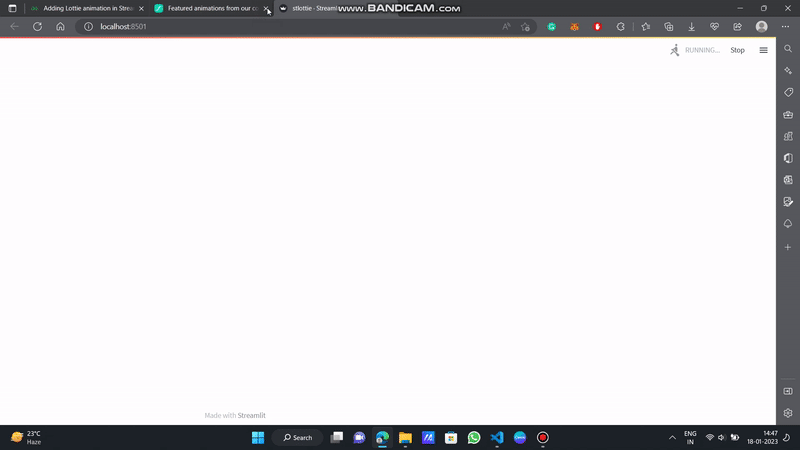 Adding Lottie animation in Strea
Featured animations from our co
stlottie · Streaml
www.BANDICAM.com
localhost:8501
RUNNING...
Stop
Made with Streamlit
23°C
Haze
Search
ENG
IN
14:47
18-01-2023